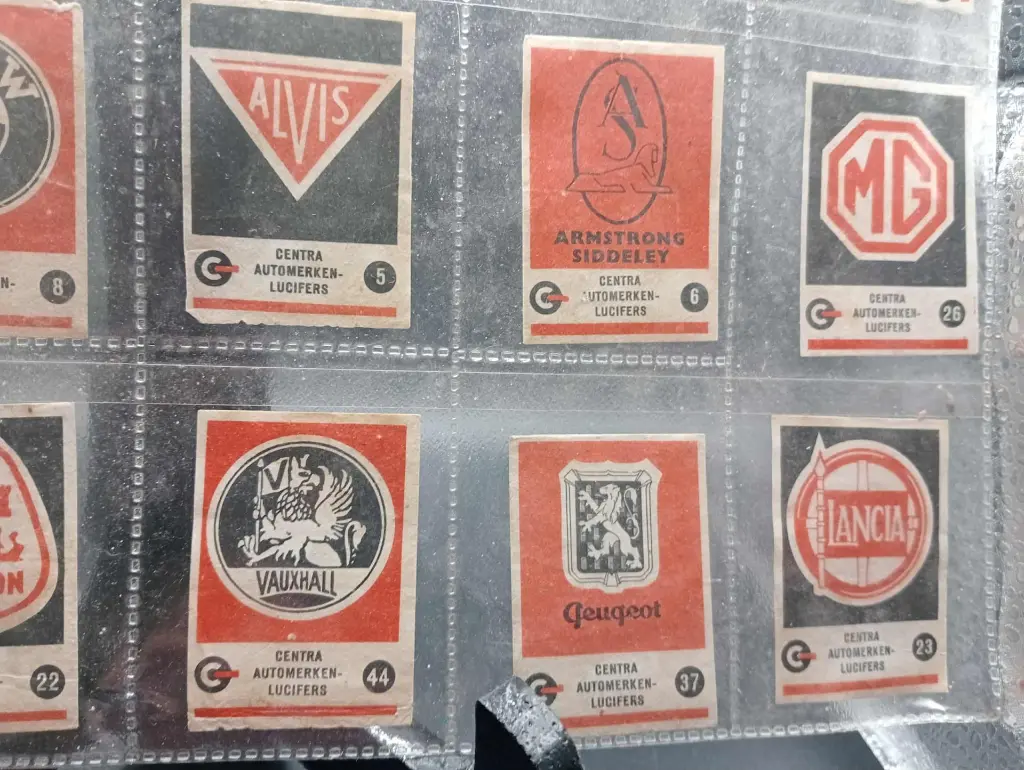 W
N-
8
ALVIS
CENTRA
AUTOMERKEN-
LUCIFERS
5
AS
ARMSTRONG
SIDDELEY
CENTRA
AUTOMERKEN-
LUCIFERS
6
MG
CENTRA
AUTOMERKEN-
LUCIFERS
26
ON
22
V
VAUXHALL
CENTRA
AUTOMERKEN-
LUCIFERS
44
Peugeot
CENTRA
AUTOMERKEN-
LUCIFERS
37
LANCIA
CENTRA
AUTOMERKEN-
LUCIFERS
23